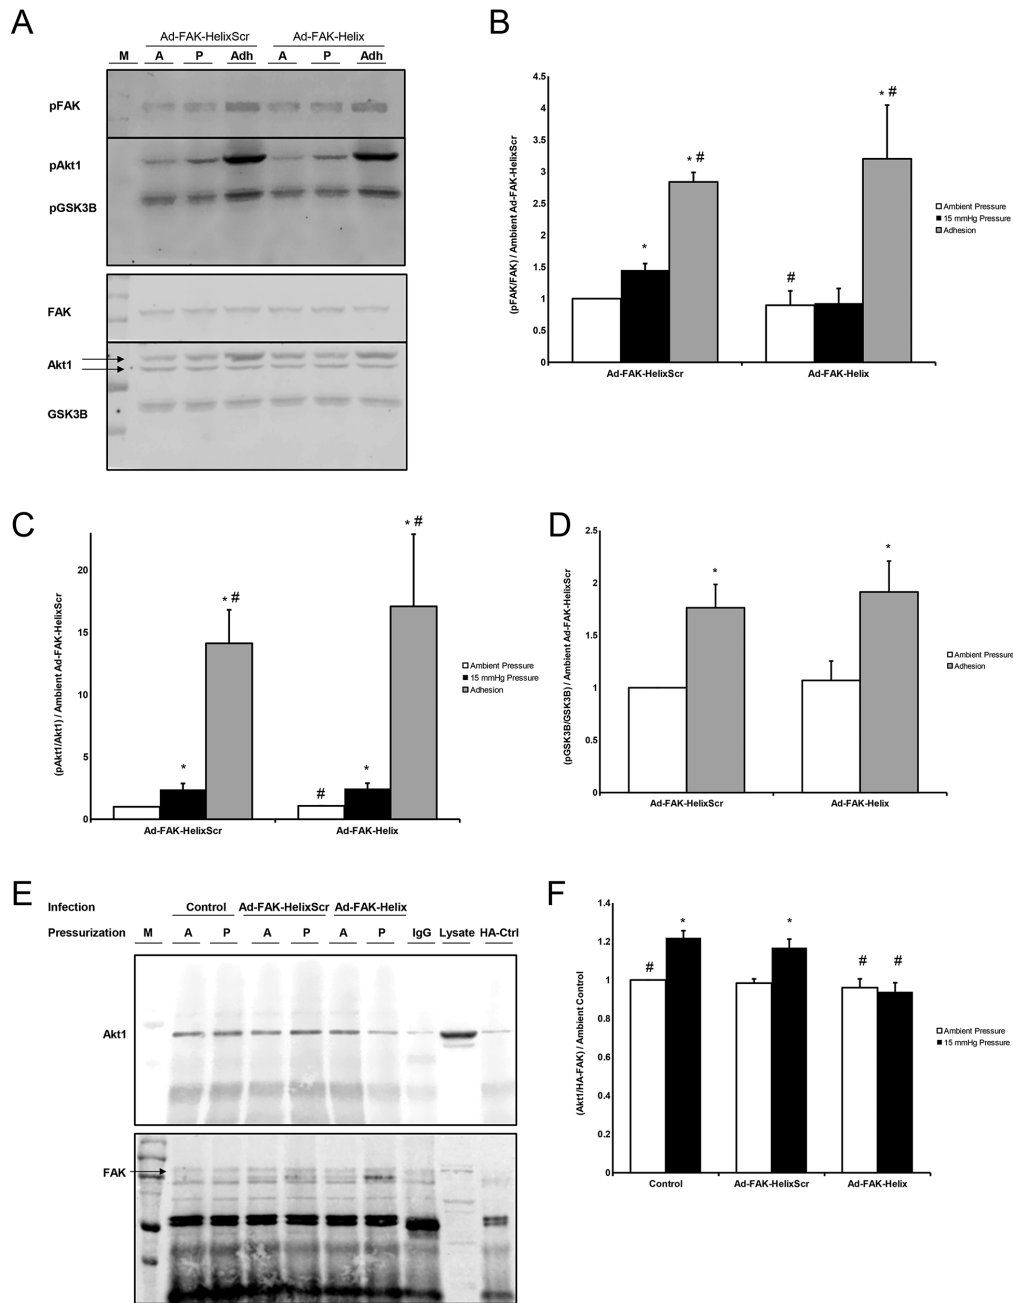 A
Ad-FAK-HelixScr Ad-FAK-Helix
M A P Adh A P Adh
pFAK
pAkt1
pGSK3B
FAK
Akt1
GSK3B
B
(pFAK/FAK) / Ambient Ad-FAK-HelixScr
4.5
4
3.5
3
2.5
2
1.5
1
0.5
0
*
* #
#
* #
Ad-FAK-HelixScr Ad-FAK-Helix
Ambient Pressure
15 mmHg Pressure
Adhesion
C
(pAkt1/Akt1) / Ambient Ad-FAK-HelixScr
20
15
10
5
0
*
* #
#
*
* #
Ad-FAK-HelixScr Ad-FAK-Helix
Ambient Pressure
15 mmHg Pressure
Adhesion
D
(pGSK3B/GSK3B) / Ambient Ad-FAK-HelixScr
2.5
2
1.5
1
0.5
0
*
*
Ad-FAK-HelixScr Ad-FAK-Helix
Ambient Pressure
Adhesion
E
Infection Control Ad-FAK-HelixScr Ad-FAK-Helix
Pressurization M A P A P A P IgG Lysate HA-Ctrl
Akt1
FAK
F
(Akt1/HA-FAK) / Ambient Control
1.4
1.2
1
0.8
0.6
0.4
0.2
0
#
*
*
#
#
Control Ad-FAK-HelixScr Ad-FAK-Helix
Ambient Pressure
15 mmHg Pressure